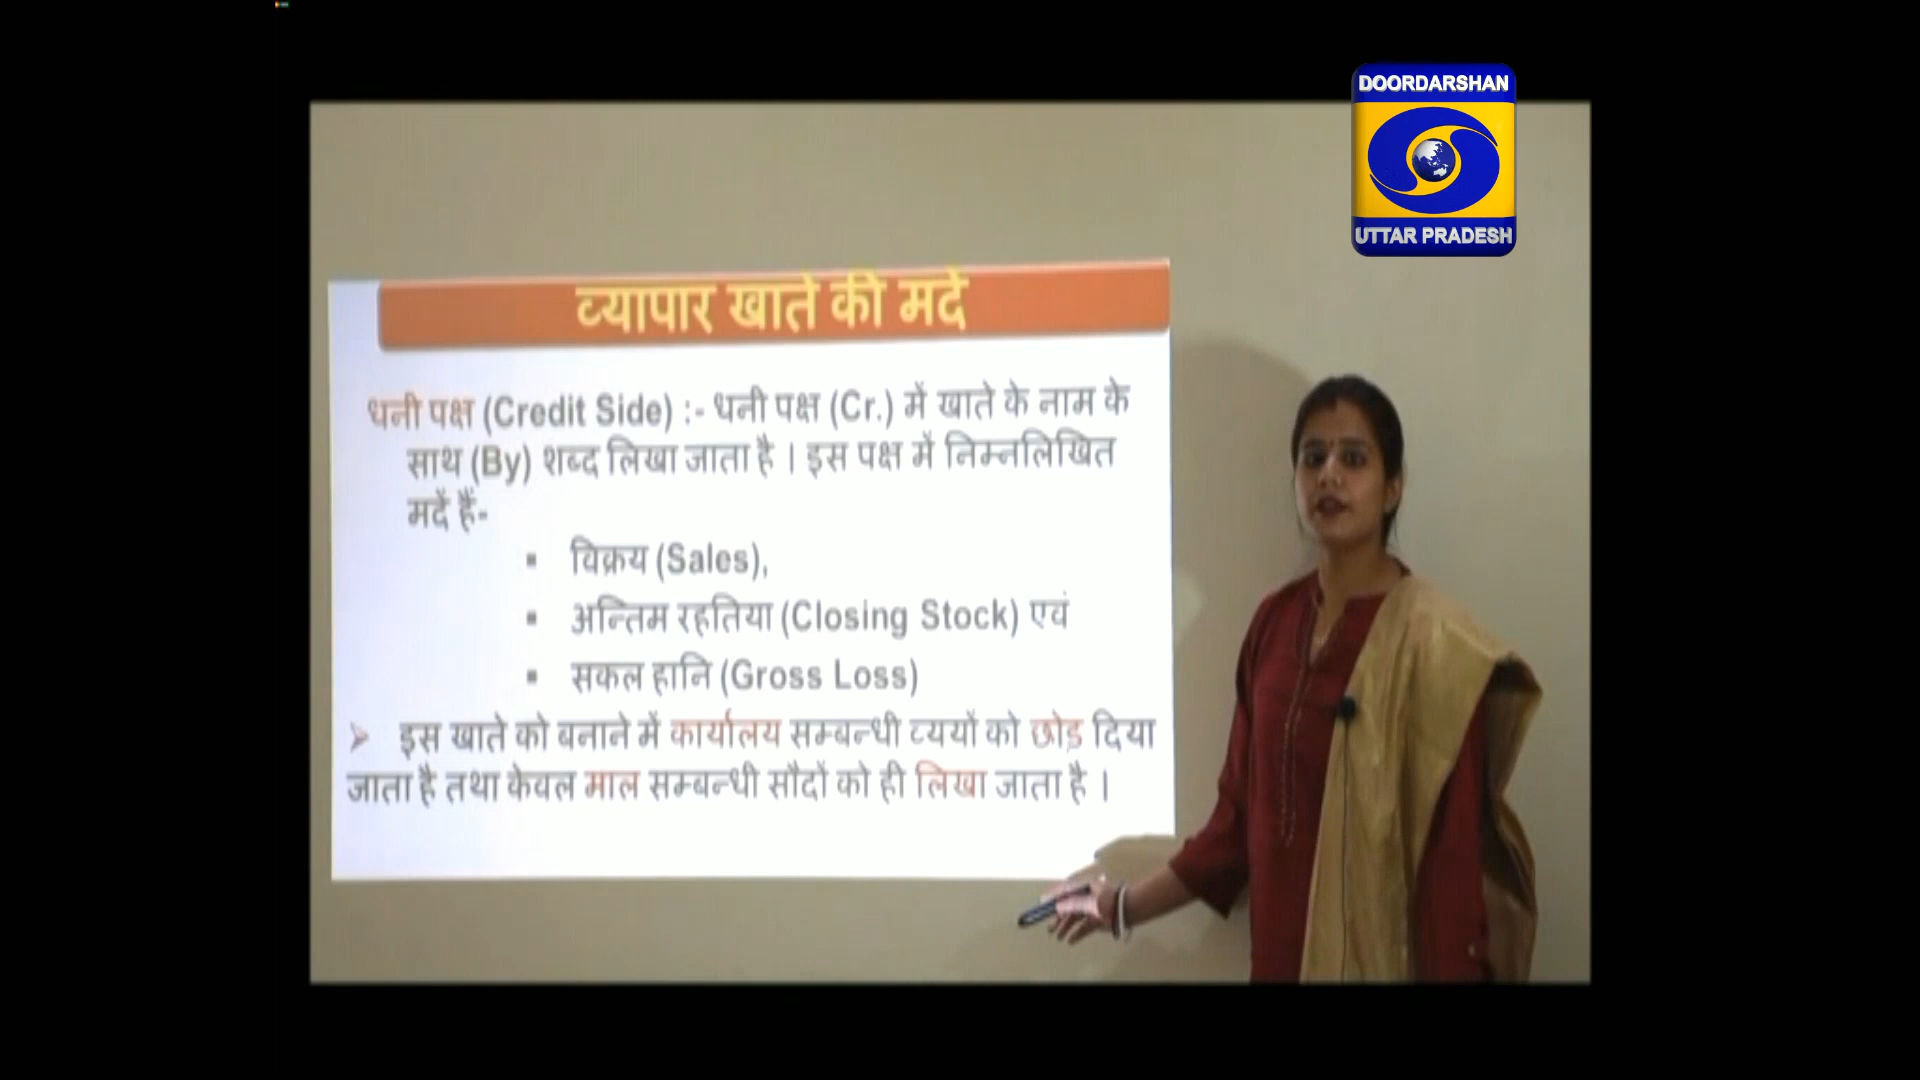 DOORDARSHAN
UTTAR PRADESH
व्यापार खाते की मदें
धनी पक्ष (Credit Side) :- धनी पक्ष (Cr.) में खाते के नाम के
साथ (By) शब्द लिखा जाता है । इस पक्ष में निम्नलिखित
मदें हैं-
▪ विक्रय (Sales),
▪ अन्तिम रहतिया (Closing Stock) एवं
▪ सकल हानि (Gross Loss)
➤ इस खाते को बनाने में कार्यालय सम्बन्धी व्ययों को छोड़ दिया
जाता है तथा केवल माल सम्बन्धी सौदों को ही लिखा जाता है ।